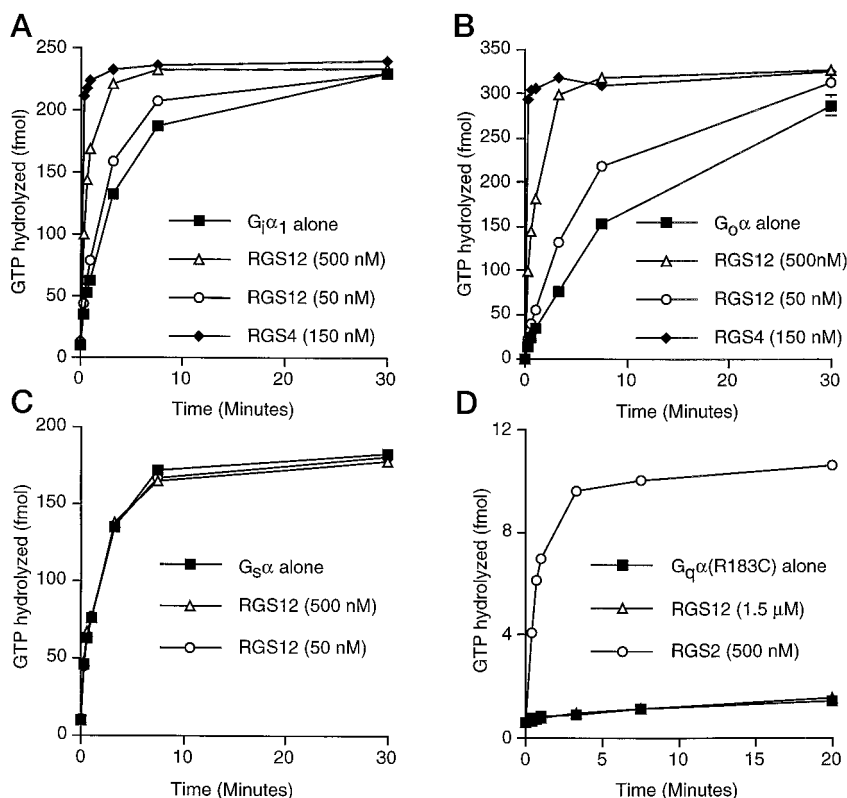 A
GTP hydrolyzed (fmol)
250
200
150
100
50
0
0 10 20 30
Time (Minutes)
Giα1 alone
RGS12 (500 nM)
RGS12 (50 nM)
RGS4 (150 nM)
B
GTP hydrolyzed (fmol)
350
300
250
200
150
100
50
0
0 10 20 30
Time (Minutes)
Goα alone
RGS12 (500nM)
RGS12 (50 nM)
RGS4 (150 nM)
C
GTP hydrolyzed (fmol)
200
150
100
50
0
0 10 20 30
Time (Minutes)
Gsα alone
RGS12 (500 nM)
RGS12 (50 nM)
D
GTP hydrolyzed (fmol)
12
8
4
0
0 5 10 15 20
Time (Minutes)
Gqα(R183C) alone
RGS12 (1.5 μM)
RGS2 (500 nM)